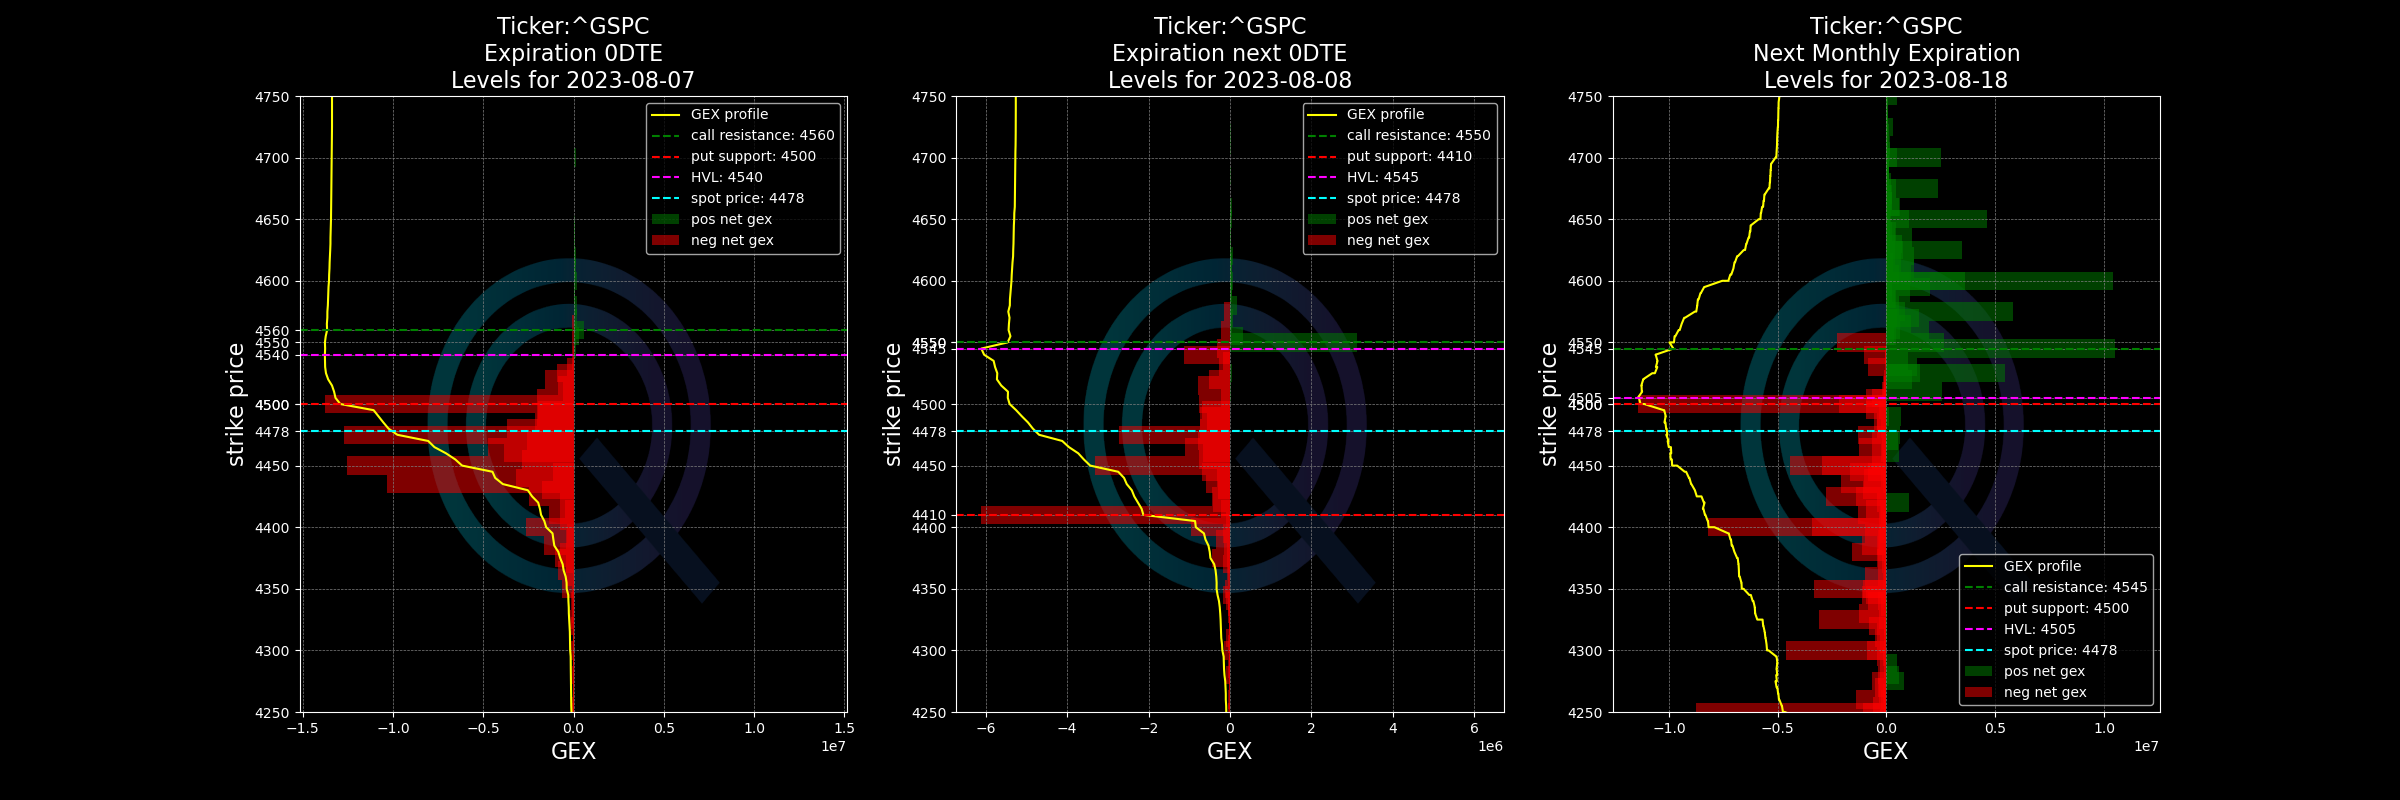 Ticker:^GSPC
Expiration 0DTE
Levels for 2023-08-07
GEX profile
call resistance: 4560
put support: 4500
HVL: 4540
spot price: 4478
pos net gex
neg net gex
4750
4700
4650
4600
4560
4550
4540
4500
4478
4450
4400
4350
4300
4250
strike price
−1.5 −1.0 −0.5 0.0 0.5 1.0 1.5
1e7
GEX
Ticker:^GSPC
Expiration next 0DTE
Levels for 2023-08-08
GEX profile
call resistance: 4550
put support: 4410
HVL: 4545
spot price: 4478
pos net gex
neg net gex
4750
4700
4650
4600
4550
4545
4500
4478
4450
4410
4400
4350
4300
4250
strike price
−6 −4 −2 0 2 4 6
1e6
GEX
Ticker:^GSPC
Next Monthly Expiration
Levels for 2023-08-18
4750
4700
4650
4600
4550
4545
4505
4500
4478
4450
4400
4350
4300
4250
strike price
GEX profile
call resistance: 4545
put support: 4500
HVL: 4505
spot price: 4478
pos net gex
neg net gex
−1.0 −0.5 0.0 0.5 1.0
1e7
GEX